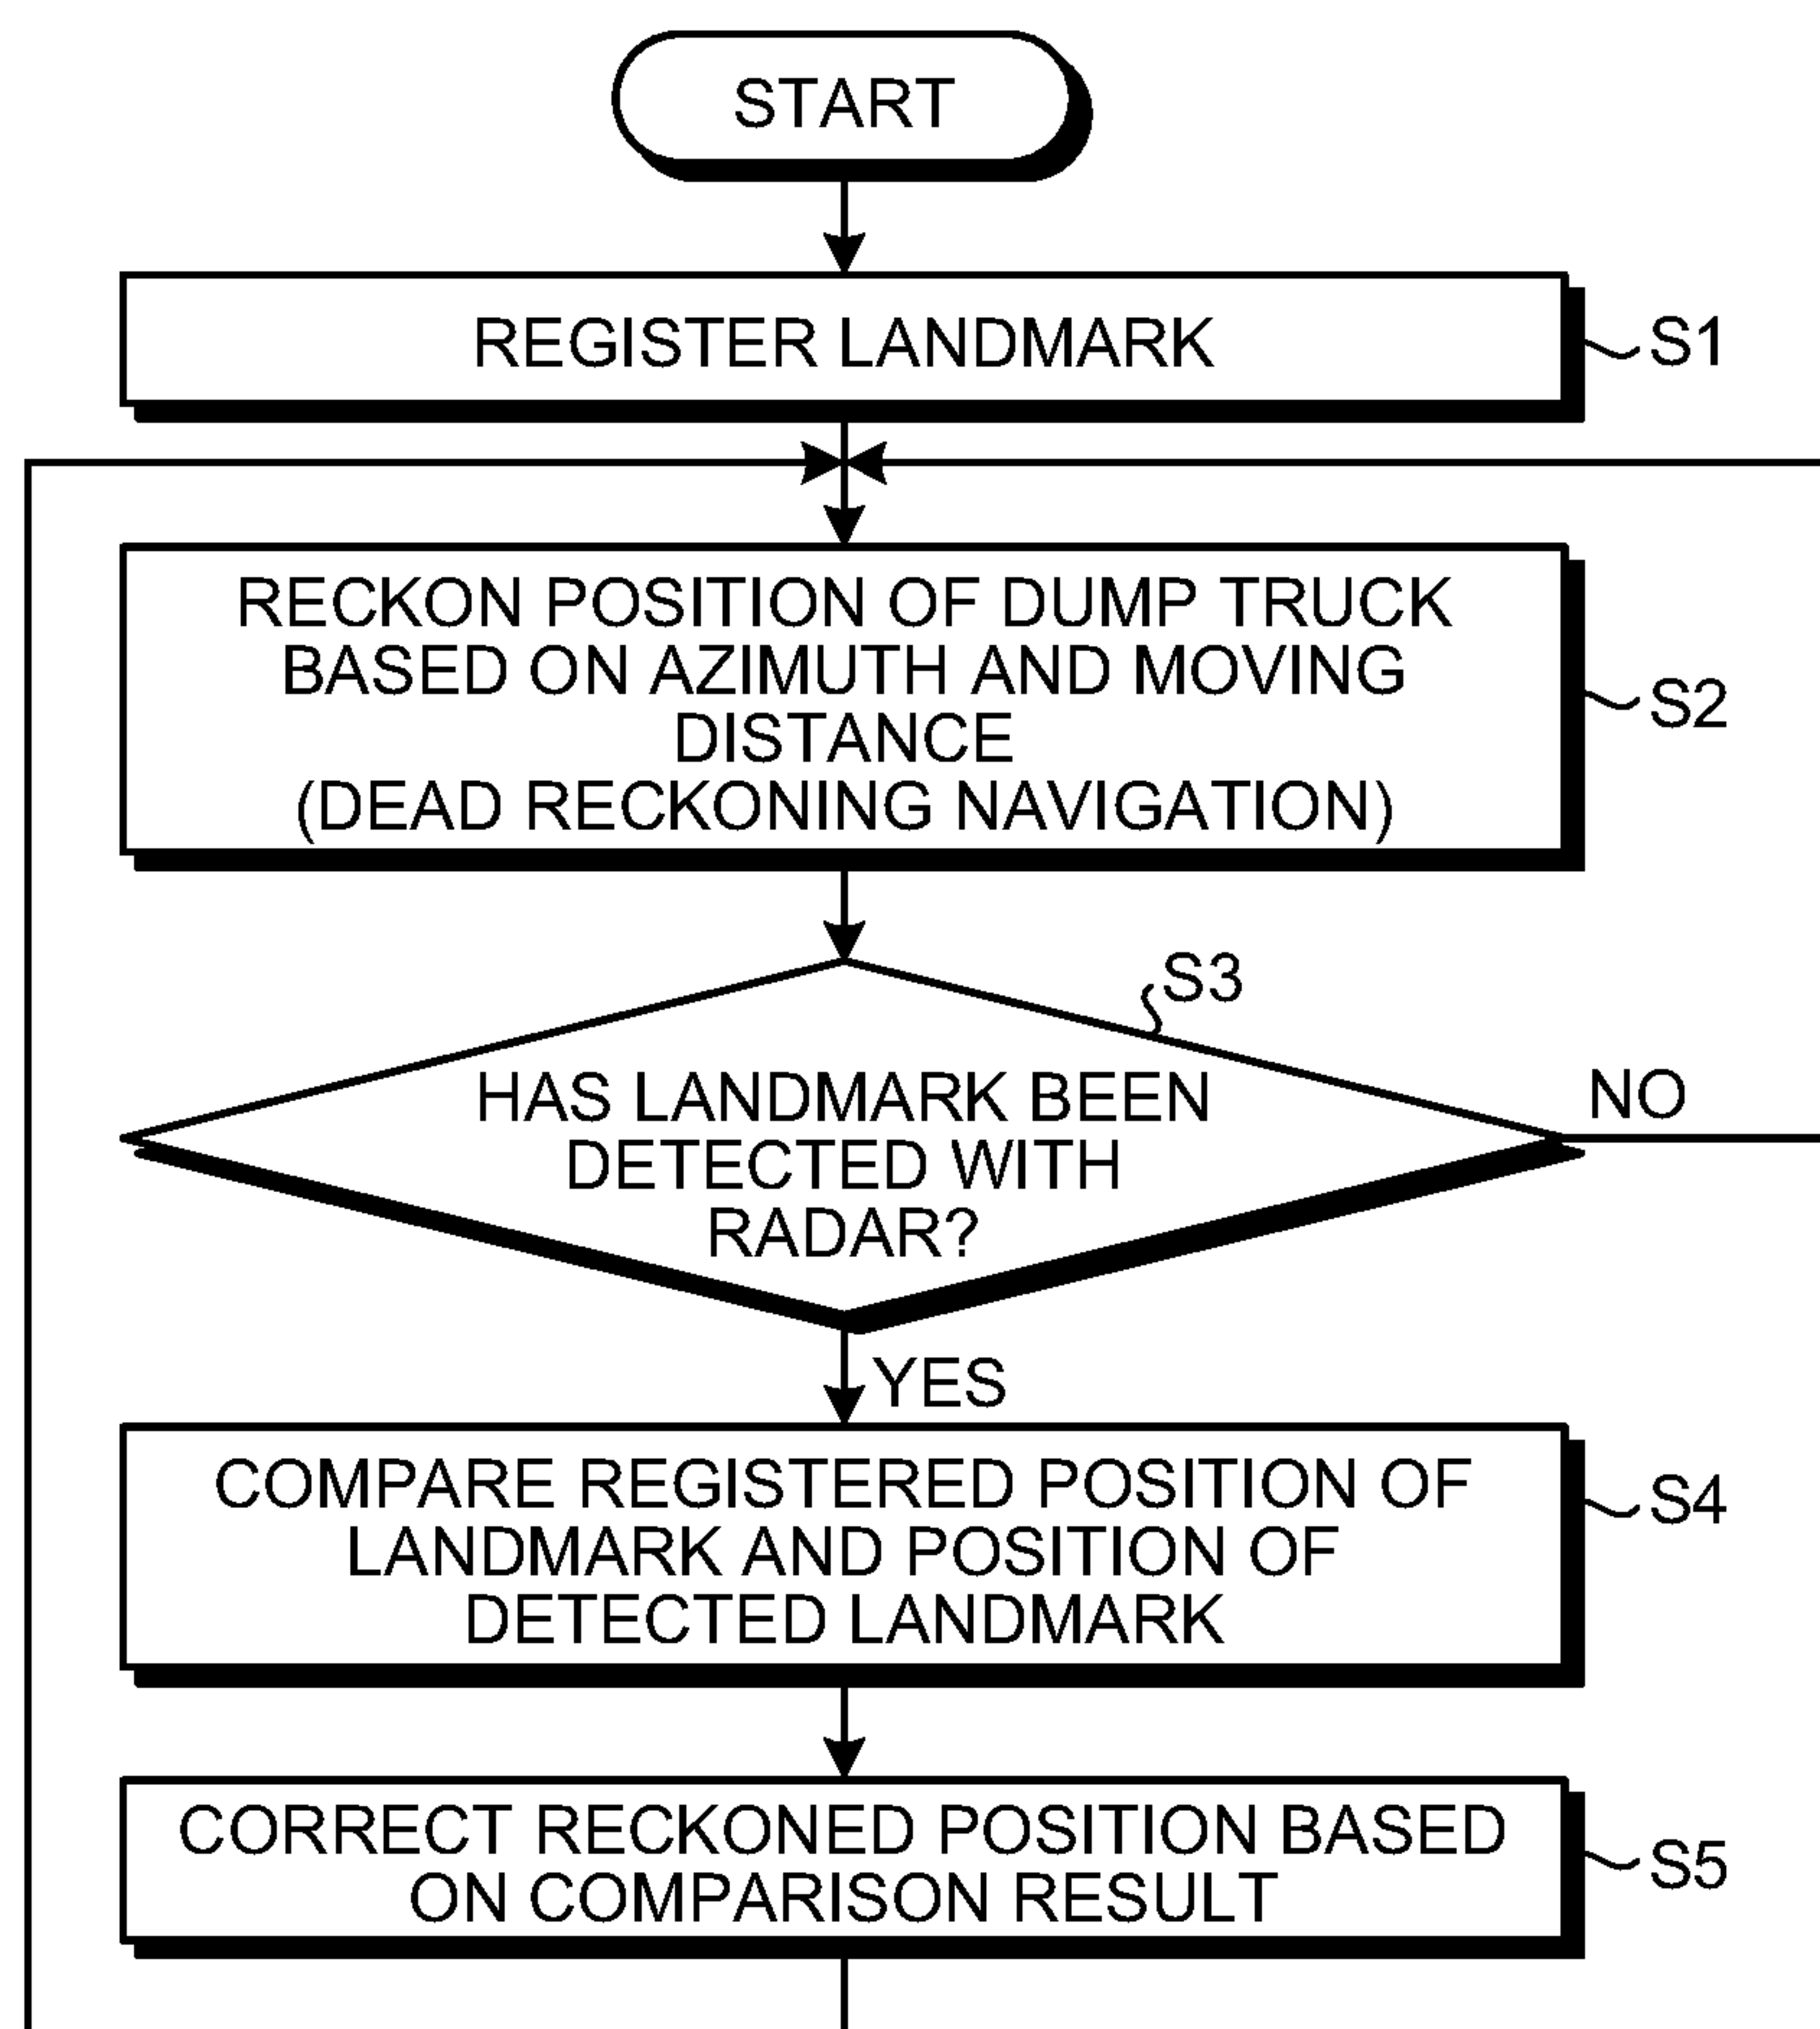 START
REGISTER LANDMARK
S1
RECKON POSITION OF DUMP TRUCK
BASED ON AZIMUTH AND MOVING
DISTANCE
(DEAD RECKONING NAVIGATION)
S2
S3
HAS LANDMARK BEEN
DETECTED WITH
RADAR?
NO
YES
COMPARE REGISTERED POSITION OF
LANDMARK AND POSITION OF
DETECTED LANDMARK
S4
CORRECT RECKONED POSITION BASED
ON COMPARISON RESULT
S5